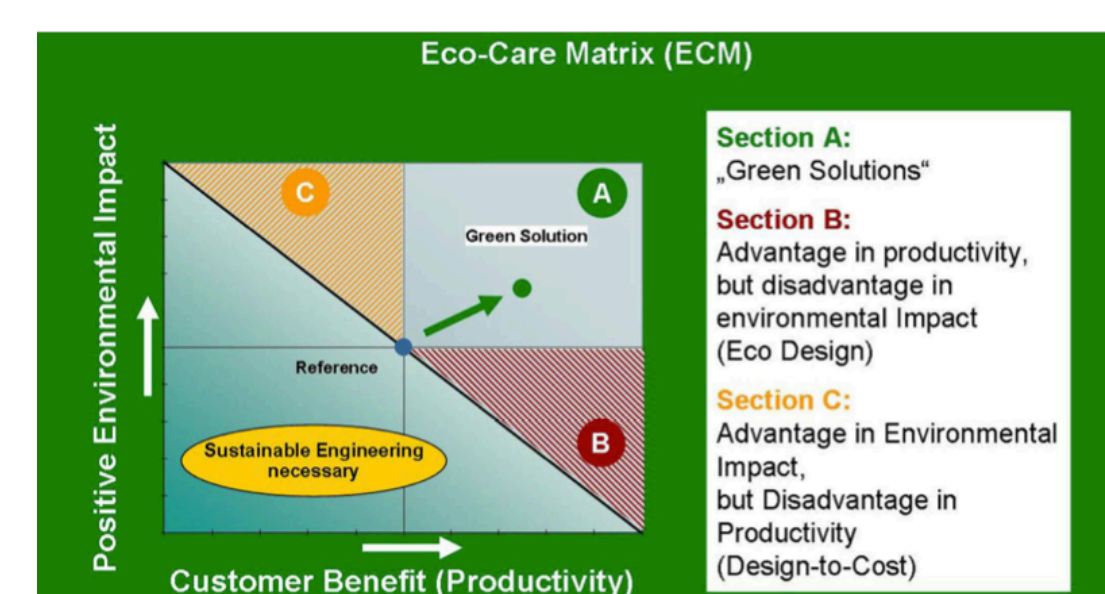 Eco-Care Matrix (ECM)
Positive Environmental Impact
C
A
Green Solution
Reference
B
Sustainable Engineering
necessary
Customer Benefit (Productivity)
Section A:
„Green Solutions“
Section B:
Advantage in productivity,
but disadvantage in
environmental Impact
(Eco Design)
Section C:
Advantage in Environmental
Impact,
but Disadvantage in
Productivity
(Design-to-Cost)